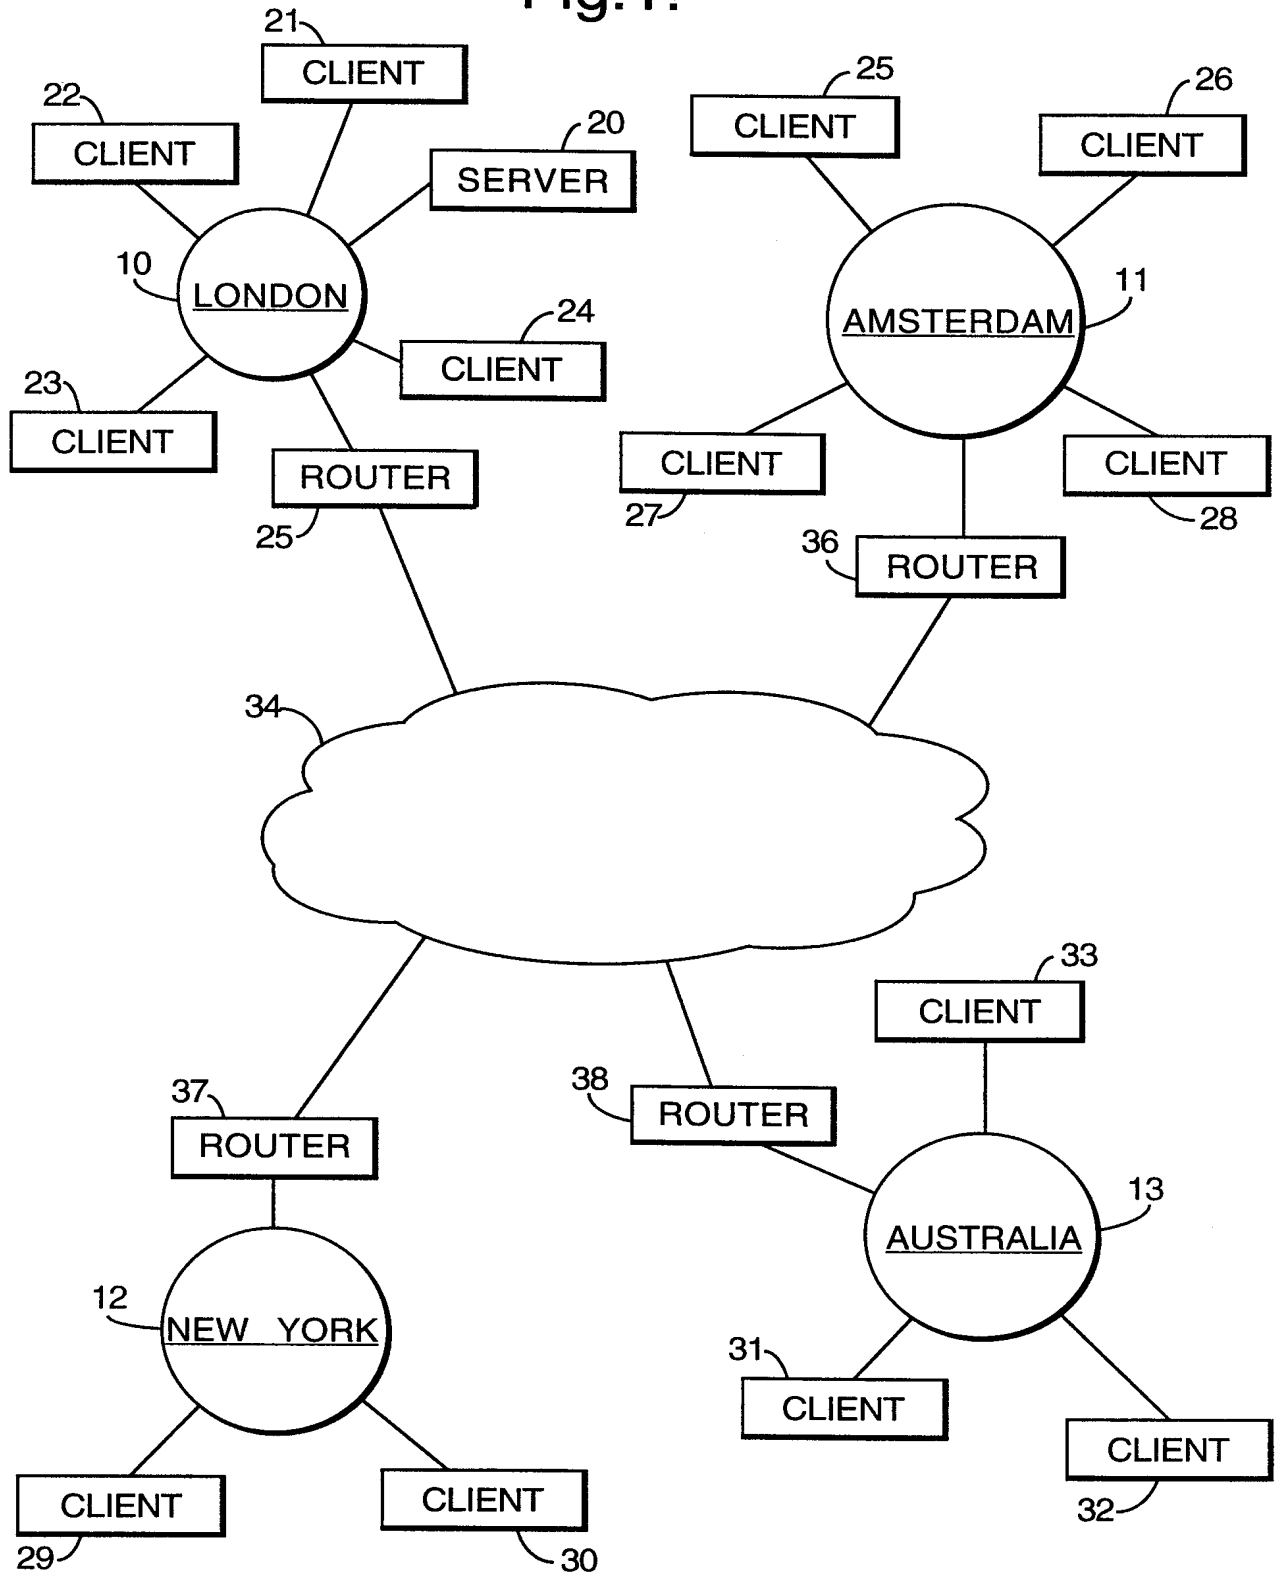 Fig.1.
21
CLIENT
22
CLIENT
20
SERVER
10
LONDON
24
CLIENT
23
CLIENT
ROUTER
25
25
CLIENT
26
CLIENT
11
AMSTERDAM
CLIENT
27
CLIENT
28
36
ROUTER
34
33
CLIENT
37
ROUTER
38
ROUTER
13
AUSTRALIA
12
NEW YORK
31
CLIENT
CLIENT
32
CLIENT
29
CLIENT
30